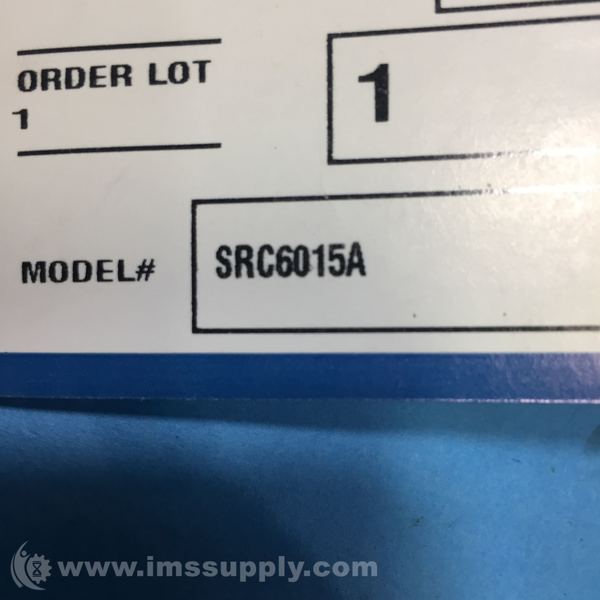 ORDER LOT
1
1
MODEL# SRC6015A
www.imssupply.com